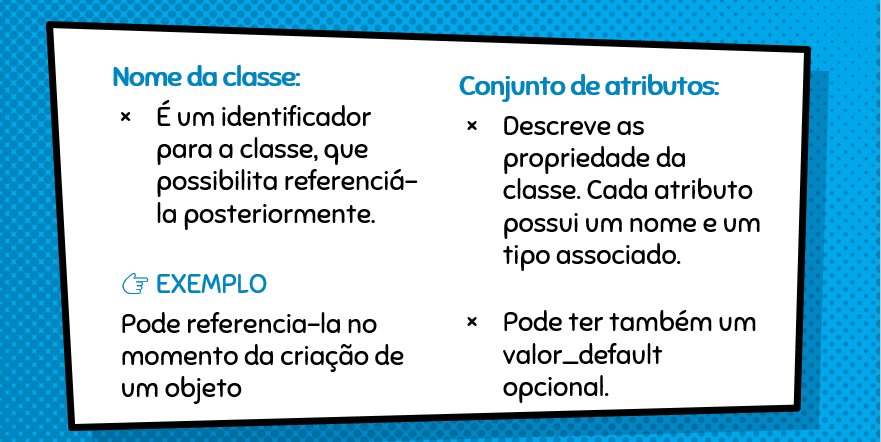 Nome da classe:
× É um identificador
para a classe, que
possibilita referenciá-
la posteriormente.
👉 EXEMPLO
Pode referencia-la no
momento da criação de
um objeto
Conjunto de atributos:
× Descreve as
propriedade da
classe. Cada atributo
possui um nome e um
tipo associado.
× Pode ter também um
valor_default
opcional.